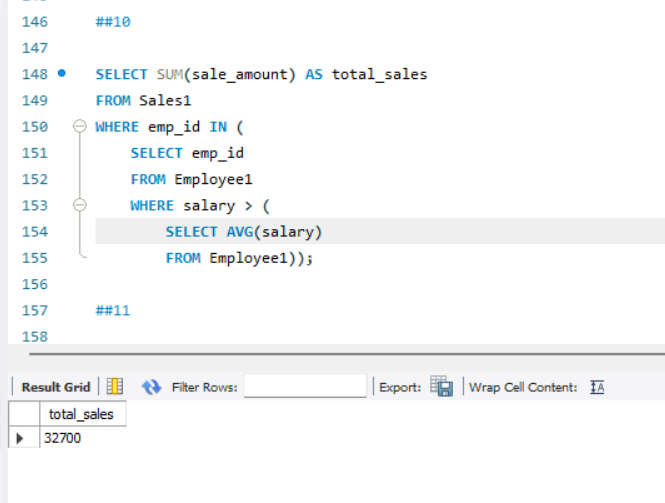 146 ##10
147
148 SELECT SUM(sale_amount) AS total_sales
149 FROM Sales1
150 WHERE emp_id IN (
151 SELECT emp_id
152 FROM Employee1
153 WHERE salary > (
154 SELECT AVG(salary)
155 FROM Employee1));
156
157 ##11
158
Result Grid Filter Rows: Export: Wrap Cell Content: IA
total_sales
32700